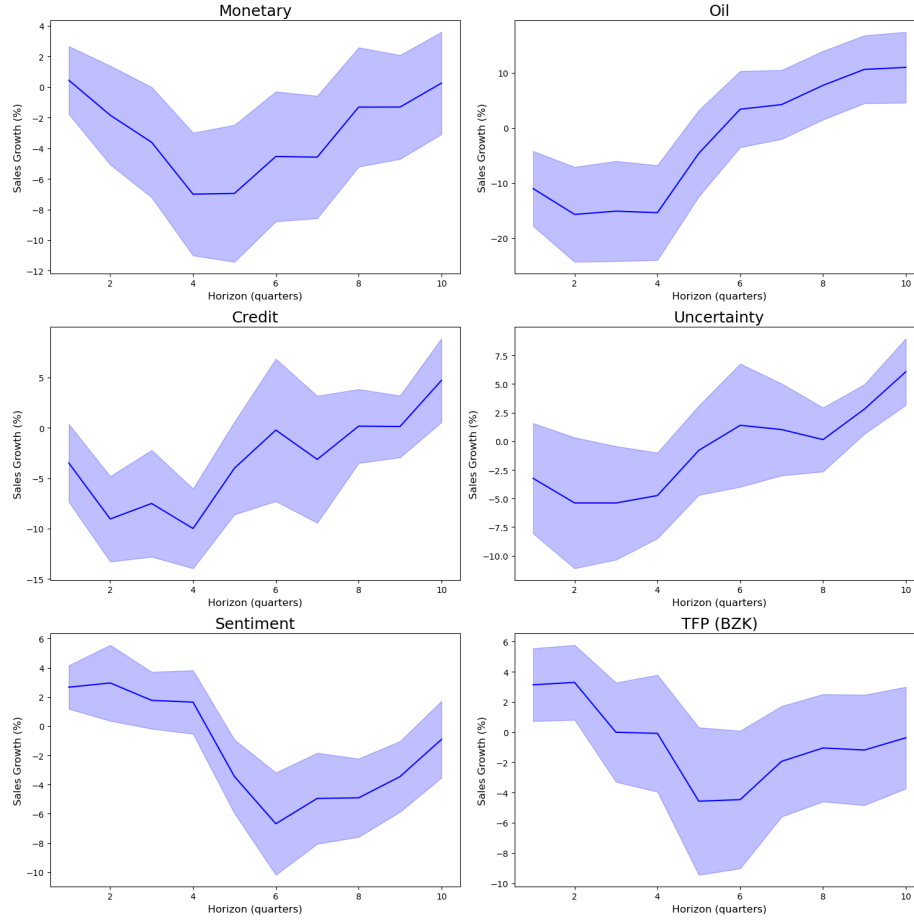 Monetary
4
2
0
−2
−4
−6
−8
−10
−12
Sales Growth (%)
2 4 6 8 10
Horizon (quarters)
Oil
10
0
−10
−20
Sales Growth (%)
2 4 6 8 10
Horizon (quarters)
Credit
5
0
−5
−10
−15
Sales Growth (%)
2 4 6 8 10
Horizon (quarters)
Uncertainty
7.5
5.0
2.5
0.0
−2.5
−5.0
−7.5
−10.0
Sales Growth (%)
2 4 6 8 10
Horizon (quarters)
Sentiment
6
4
2
0
−2
−4
−6
−8
−10
Sales Growth (%)
2 4 6 8 10
Horizon (quarters)
TFP (BZK)
6
4
2
0
−2
−4
−6
−8
−10
Sales Growth (%)
2 4 6 8 10
Horizon (quarters)